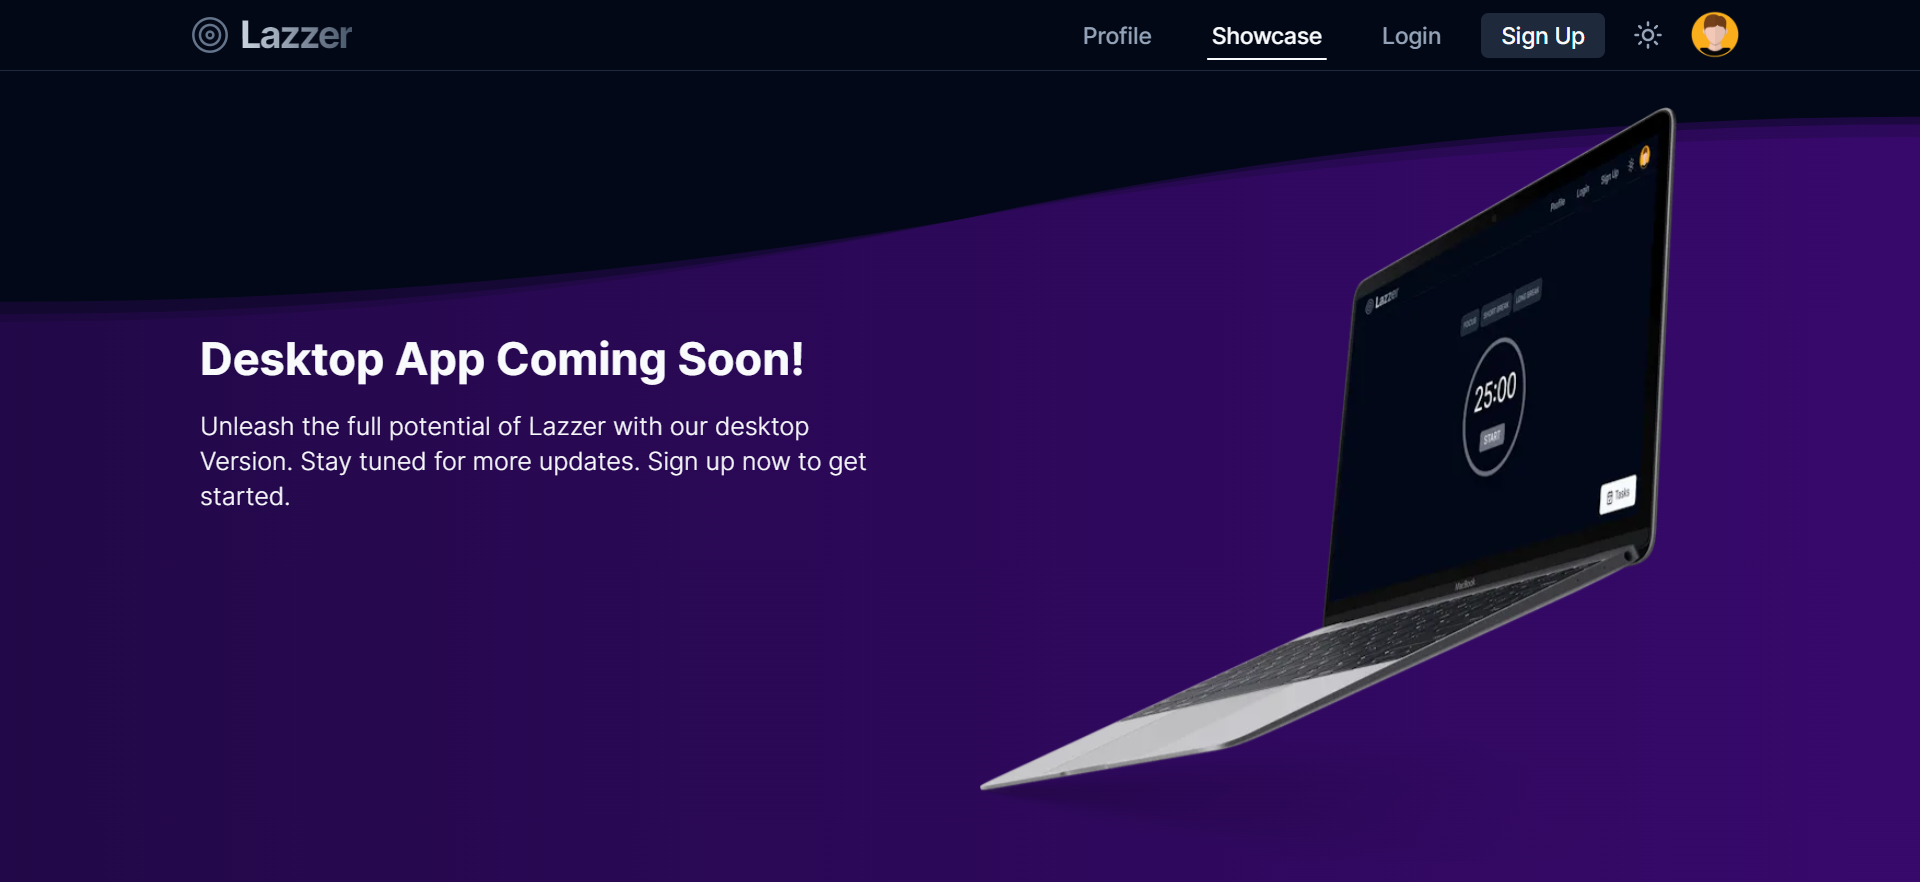 Lazzer
Profile
Showcase
Login
Sign Up
Desktop App Coming Soon!
Unleash the full potential of Lazzer with our desktop
Version. Stay tuned for more updates. Sign up now to get
started.
Lazzer
Profile
Login
Sign Up
FOCUS
SHORT BREAK
LONG BREAK
25:00
START
Tasks
MacBook